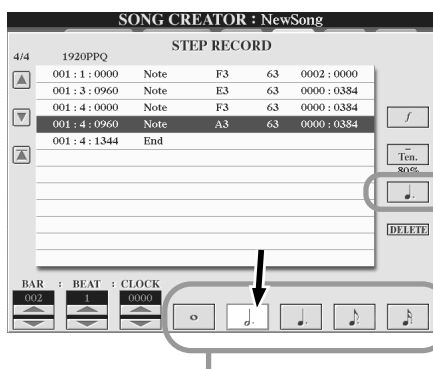 SONG CREATOR : NewSong
STEP RECORD
4/4 1920PPQ
001 : 1 : 0000 Note F3 63 0002 : 0000
001 : 3 : 0960 Note E3 63 0000 : 0384
001 : 4 : 0000 Note F3 63 0000 : 0384
001 : 4 : 0960 Note A3 63 0000 : 0384
001 : 4 : 1344 End
f
Ten.
80%
DELETE
BAR : BEAT : CLOCK
002 1 0000